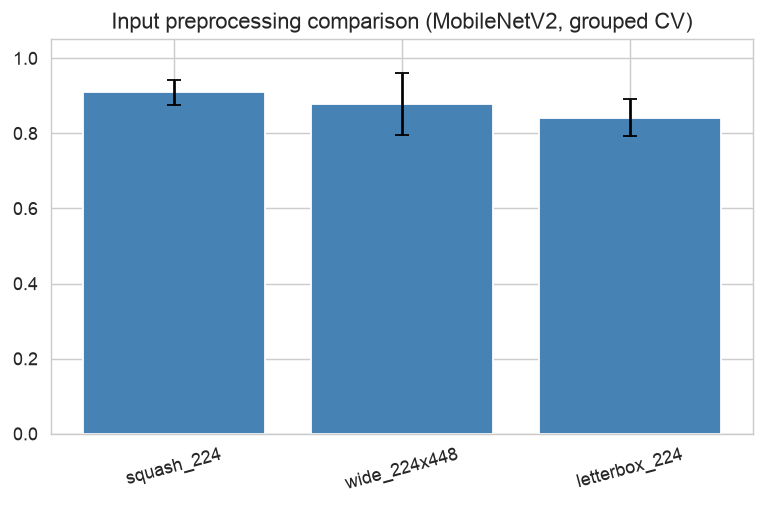 Input preprocessing comparison (MobileNetV2, grouped CV)
1.0
0.8
0.6
0.4
0.2
0.0
squash_224
wide_224x448
letterbox_224